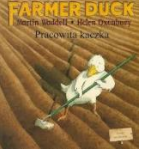 FARMER DUCK
Martin Waddell • Helen Oxenbury
Pracowita kaczka